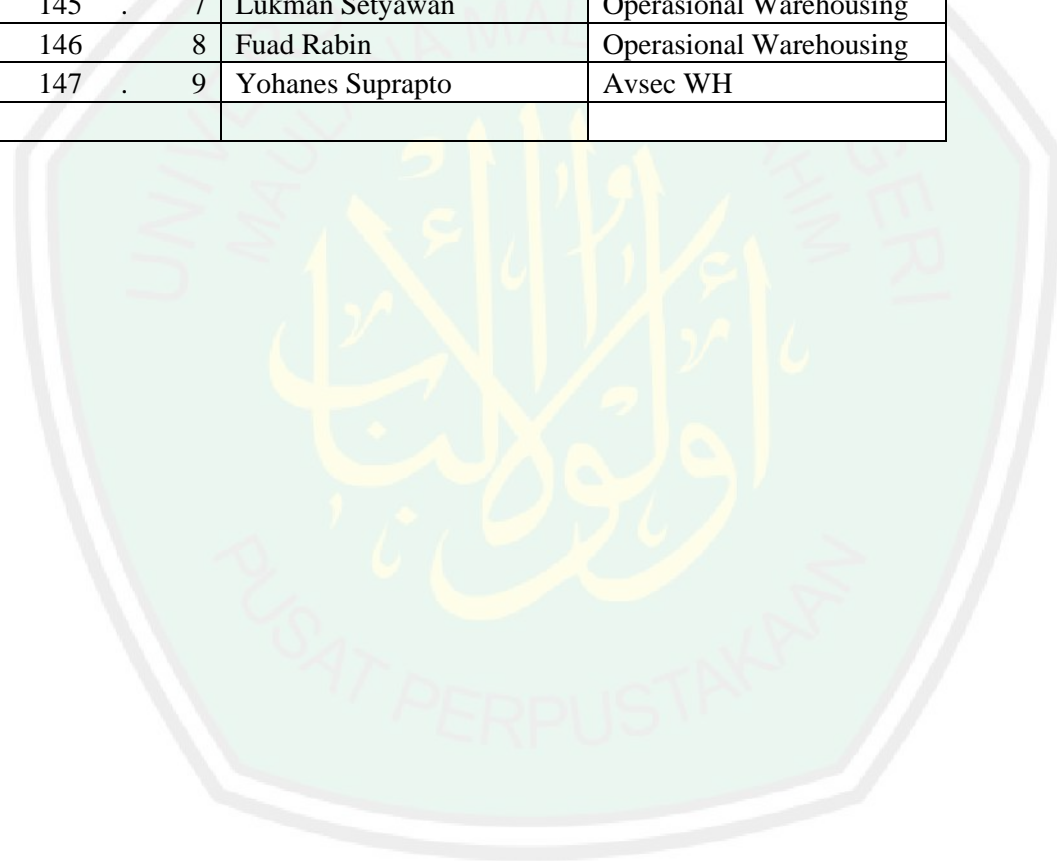 145 . 7 Lukman Setyawan Operasional Warehousing
146 8 Fuad Rabin Operasional Warehousing
147 . 9 Yohanes Suprapto Avsec WH
PUSAT PERPUSTAKAAN